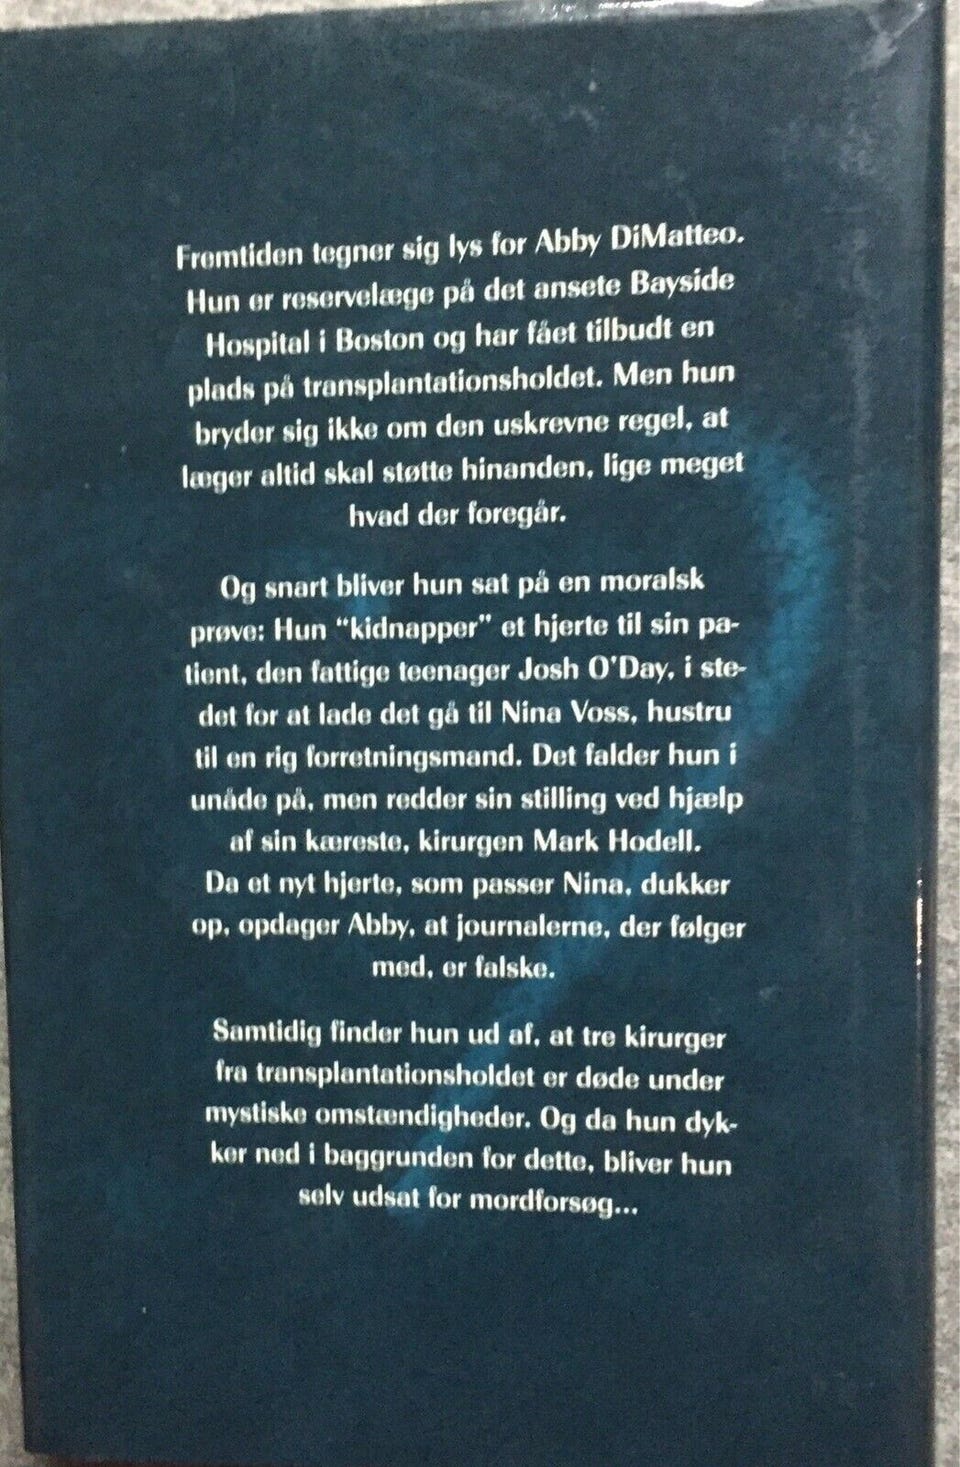 Fremtiden tegner sig lys for Abby DiMatteo.
Hun er reservelæge på det ansete Bayside
Hospital i Boston og har fået tilbudt en
plads på transplantationsholdet. Men hun
bryder sig ikke om den uskrevne regel, at
læger altid skal støtte hinanden, lige meget
hvad der foregår.
Og snart bliver hun sat på en moralsk
prøve: Hun "kidnapper" et hjerte til sin pa-
tient, den fattige teenager Josh O'Day, i ste-
det for at lade det gå til Nina Voss, hustru
til en rig forretningsmand. Det falder hun i
unåde på, men redder sin stilling ved hjælp
af sin kæreste, kirurgen Mark Hodell.
Da et nyt hjerte, som passer Nina, dukker
op, opdager Abby, at journalerne, der følger
med, er falske.
Samtidig finder hun ud af, at tre kirurger
fra transplantationsholdet er døde under
mystiske omstændigheder. Og da hun dyk-
ker ned i baggrunden for dette, bliver hun
selv udsat for mordforsøg...